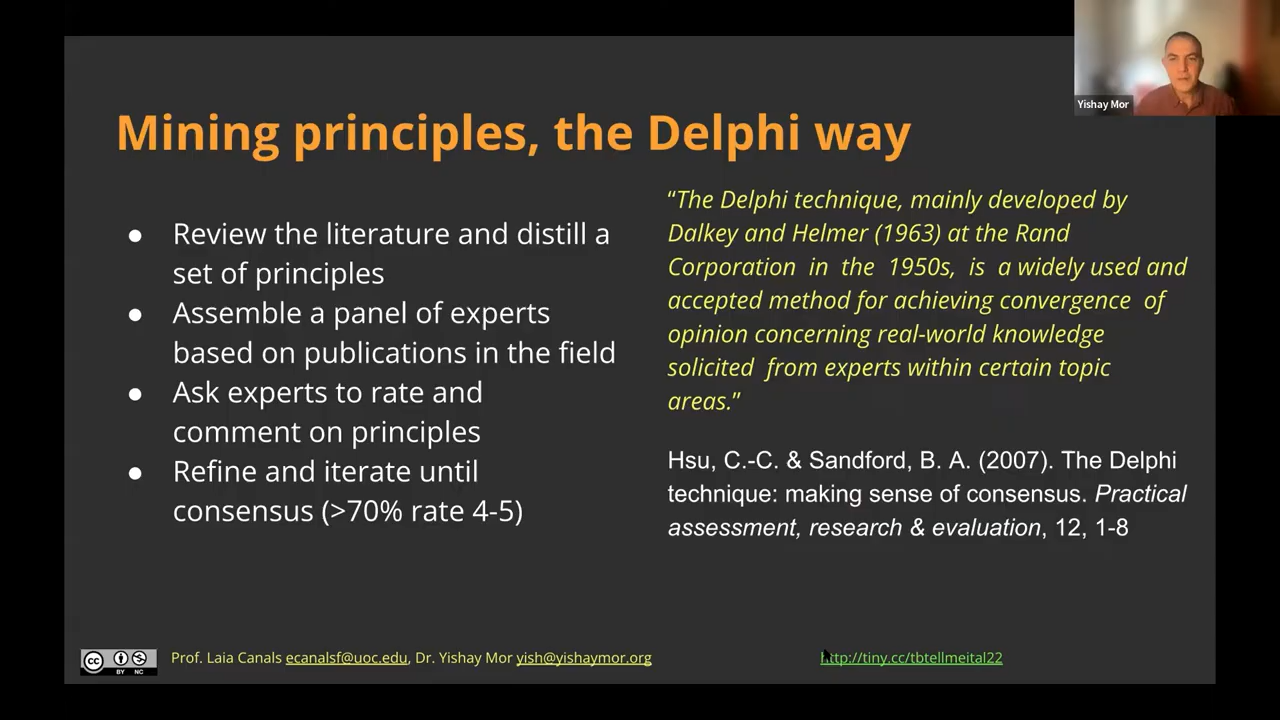 Yishay Mor
Mining principles, the Delphi way
● Review the literature and distill a
set of principles
● Assemble a panel of experts
based on publications in the field
● Ask experts to rate and
comment on principles
● Refine and iterate until
consensus (>70% rate 4-5)
“The Delphi technique, mainly developed by
Dalkey and Helmer (1963) at the Rand
Corporation in the 1950s, is a widely used and
accepted method for achieving convergence of
opinion concerning real-world knowledge
solicited from experts within certain topic
areas.”
Hsu, C.-C. & Sandford, B. A. (2007). The Delphi
technique: making sense of consensus. Practical
assessment, research & evaluation, 12, 1-8
cc BY NC
Prof. Laia Canals ecanalsf@uoc.edu, Dr. Yishay Mor yish@yishaymor.org
http://tiny.cc/tbtellmeital22